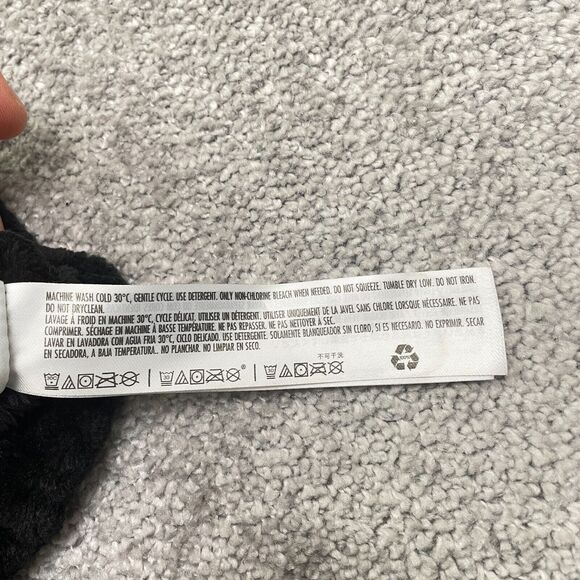 MACHINE WASH COLD 30°C, GENTLE CYCLE. USE DETERGENT. ONLY NON-CHLORINE BLEACH WHEN NEEDED. DO NOT SQUEEZE. TUMBLE DRY LOW. DO NOT IRON.
DO NOT DRYCLEAN.
LAVAGE À FROID EN MACHINE 30°C, CYCLE DÉLICAT. UTILISER UN DÉTERGENT. UTILISER UNIQUEMENT DE LA JAVEL SANS CHLORE LORSQUE NÉCESSAIRE. NE PAS
COMPRIMER. SÉCHAGE EN MACHINE À BASSE TEMPÉRATURE. NE PAS REPASSER. NE PAS NETTOYER À SEC.
LAVAR EN LAVADORA CON AGUA FRIA 30°C, CICLO DELICADO. USE DETERGENTE. SOLAMENTE BLANQUEADOR SIN CLORO, SI ES NECESARIO. NO EXPRIMIR. SECAR
EN SECADORA, A BAJA TEMPERATURA. NO PLANCHAR. NO LIMPIAR EN SECO.
不可干洗